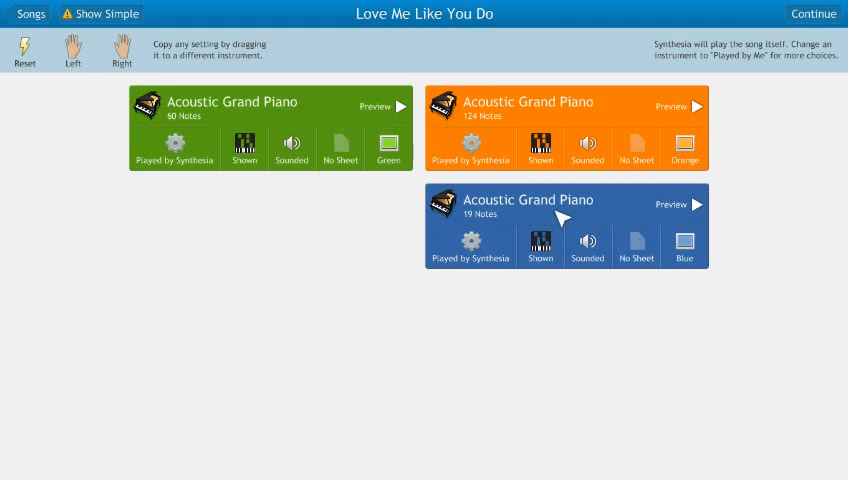 Songs
Show Simple
Love Me Like You Do
Continue
Reset
Left
Right
Copy any setting by dragging
it to a different instrument.
Synthesia will play the song itself. Change an
instrument to "Played by Me" for more choices.
Acoustic Grand Piano
60 Notes
Preview
Played by Synthesia
Shown
Sounded
No Sheet
Green
Acoustic Grand Piano
124 Notes
Preview
Played by Synthesia
Shown
Sounded
No Sheet
Orange
Acoustic Grand Piano
19 Notes
Preview
Played by Synthesia
Shown
Sounded
No Sheet
Blue